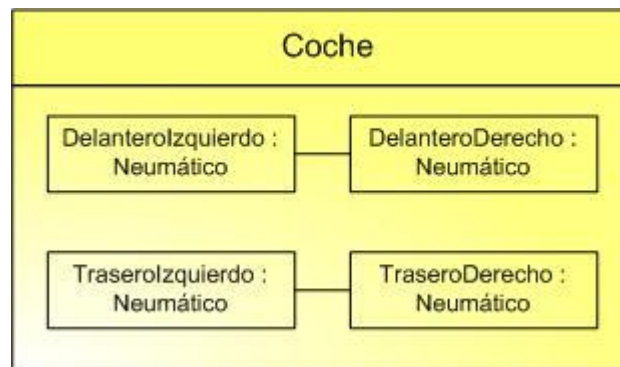 Coche
DelanteroIzquierdo :
Neumático
DelanteroDerecho :
Neumático
TraseroIzquierdo :
Neumático
TraseroDerecho :
Neumático